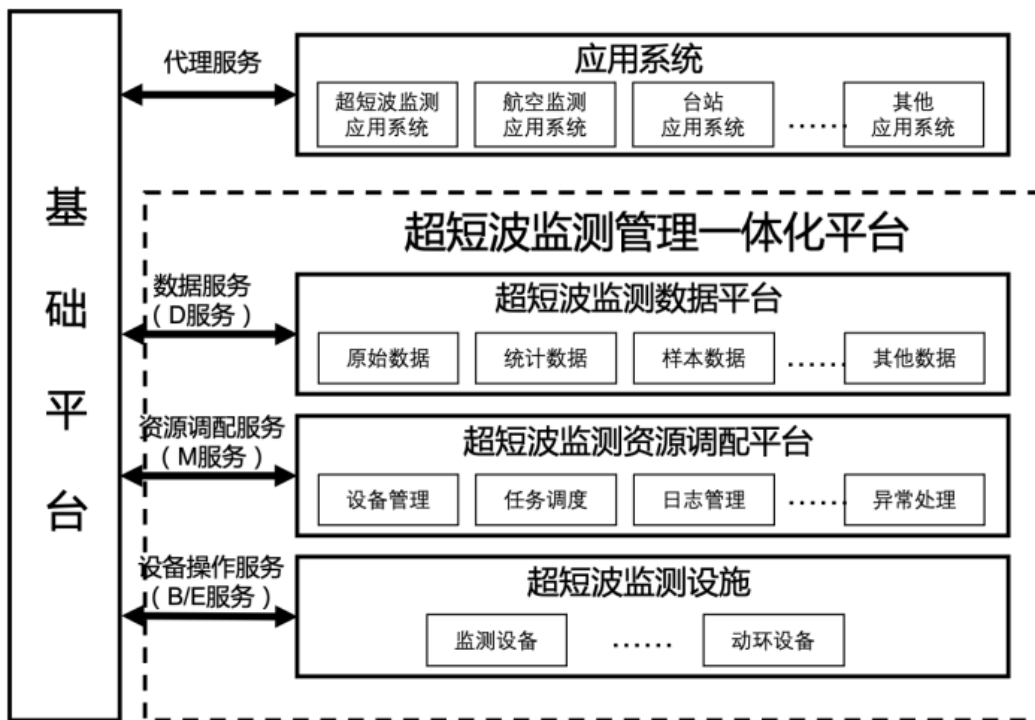 基
础
平
台
代理服务
应用系统
超短波监测
应用系统
航空监测
应用系统
台站
应用系统
……
其他
应用系统
超短波监测管理一体化平台
数据服务
（D服务）
超短波监测数据平台
原始数据
统计数据
样本数据
……
其他数据
资源调配服务
（M服务）
超短波监测资源调配平台
设备管理
任务调度
日志管理
……
异常处理
设备操作服务
（B/E服务）
超短波监测设施
监测设备
……
动环设备